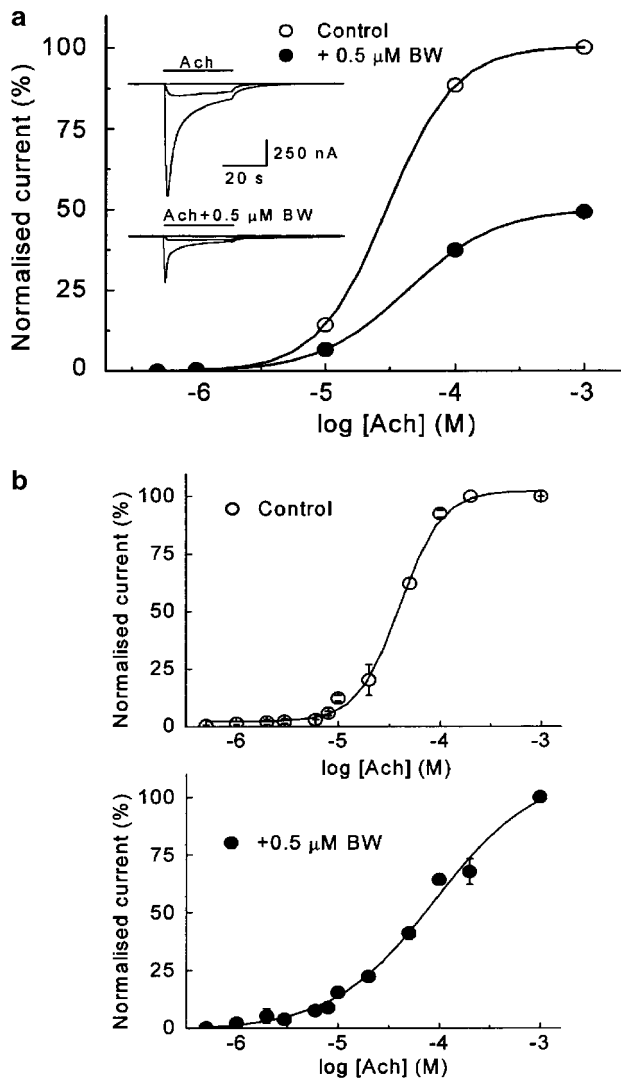 a
Control
+ 0.5 μM BW
Ach
250 nA
20 s
Ach+0.5 μM BW
Normalised current (%)
100
75
50
25
0
-6
-5
-4
-3
log [Ach] (M)
b
Control
Normalised current (%)
100
75
50
25
0
-6
-5
-4
-3
log [Ach] (M)
+0.5 μM BW
Normalised current (%)
100
75
50
25
0
-6
-5
-4
-3
log [Ach] (M)